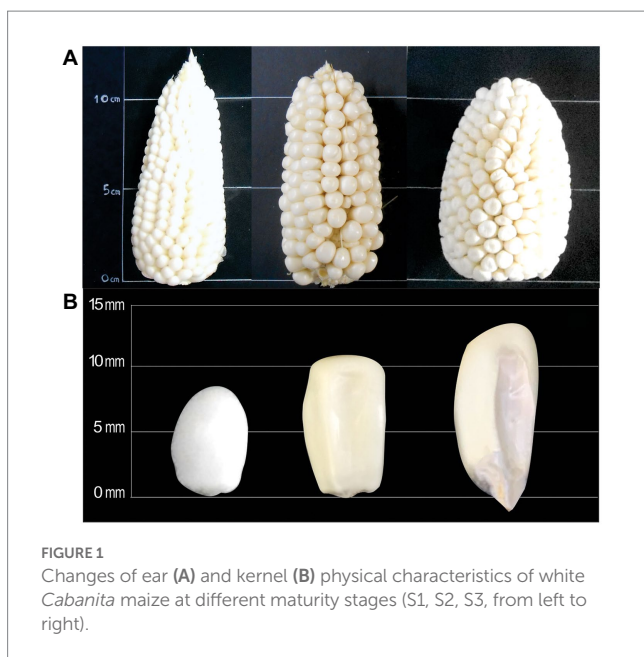 A
10 cm
5 cm
0 cm
B
15 mm
10 mm
5 mm
0 mm
FIGURE 1
Changes of ear (A) and kernel (B) physical characteristics of white
Cabanita maize at different maturity stages (S1, S2, S3, from left to
right).